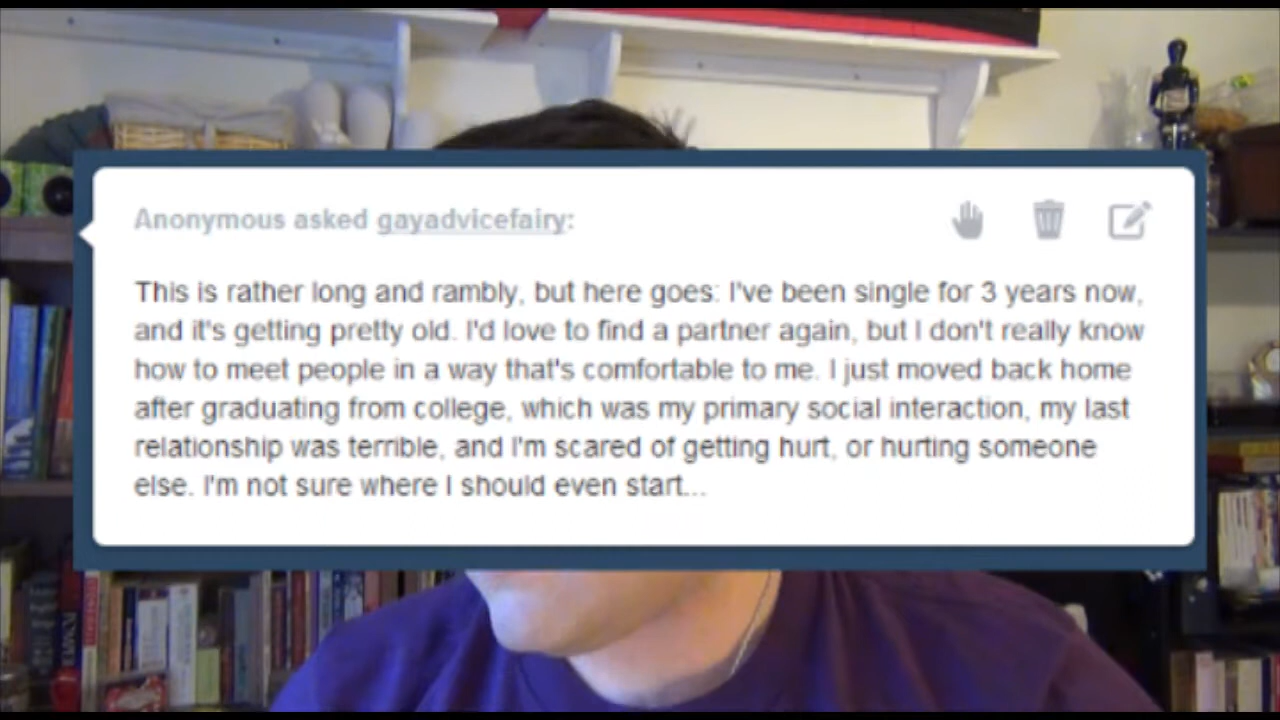 Anonymous asked gayadvicefairy:
This is rather long and rambly, but here goes: I've been single for 3 years now,
and it's getting pretty old. I'd love to find a partner again, but I don't really know
how to meet people in a way that's comfortable to me. I just moved back home
after graduating from college, which was my primary social interaction, my last
relationship was terrible, and I'm scared of getting hurt, or hurting someone
else. I'm not sure where I should even start...